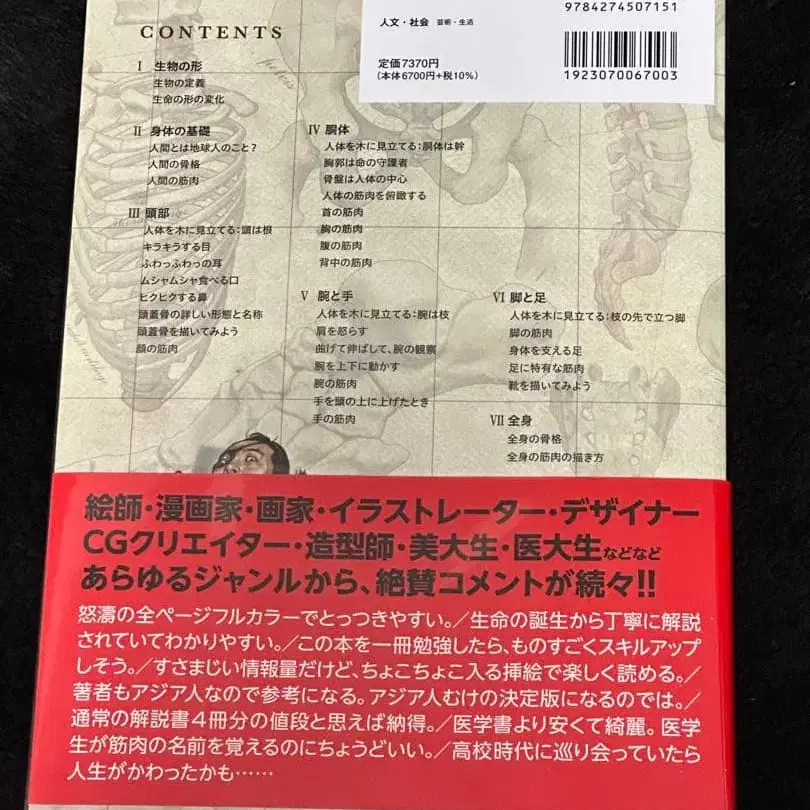 9784274507151
人文・社会 芸術・生活
定価7370円
(本体6700円+税10%)
1923070067003
CONTENTS
I 生物の形
生物の定義
生命の形の変化
II 身体の基礎
人間とは地球人のこと?
人間の骨格
人間の筋肉
III 頭部
人体を木に見立てる:頭は根
キラキラする目
ふわっふわっの耳
ムシャムシャ食べる口
ヒクヒクする鼻
頭蓋骨の詳しい形態と名称
頭蓋骨を描いてみよう
顔の筋肉
IV 胴体
人体を木に見立てる:胴体は幹
胸郭は命の守護者
骨盤は人体の中心
人体の筋肉を俯瞰する
首の筋肉
胸の筋肉
腹の筋肉
背中の筋肉
V 腕と手
人体を木に見立てる:腕は枝
肩を怒らす
曲げて伸ばして、腕の観察
腕を上下に動かす
腕の筋肉
手を頭の上に上げたとき
手の筋肉
VI 脚と足
人体を木に見立てる:枝の先で立つ脚
脚の筋肉
身体を支える足
足に特有な筋肉
靴を描いてみよう
VII 全身
全身の骨格
全身の筋肉の描き方
絵師・漫画家・画家・イラストレーター・デザイナー
CGクリエイター・造型師・美大生・医大生などなど
あらゆるジャンルから、絶賛コメントが続々!!
怒濤の全ページフルカラーでとっつきやすい。/生命の誕生から丁寧に解説
されていてわかりやすい。/この本を一冊勉強したら、ものすごくスキルアップ
しそう。/すさまじい情報量だけど、ちょこちょこ入る挿絵で楽しく読める。/
著者もアジア人なので参考になる。アジア人むけの決定版になるのでは。/
通常の解説書4冊分の値段と思えば納得。/医学書より安くて綺麗。医学
生が筋肉の名前を覚えるのにちょうどいい。/高校時代に巡り会っていたら
人生がかわったかも……